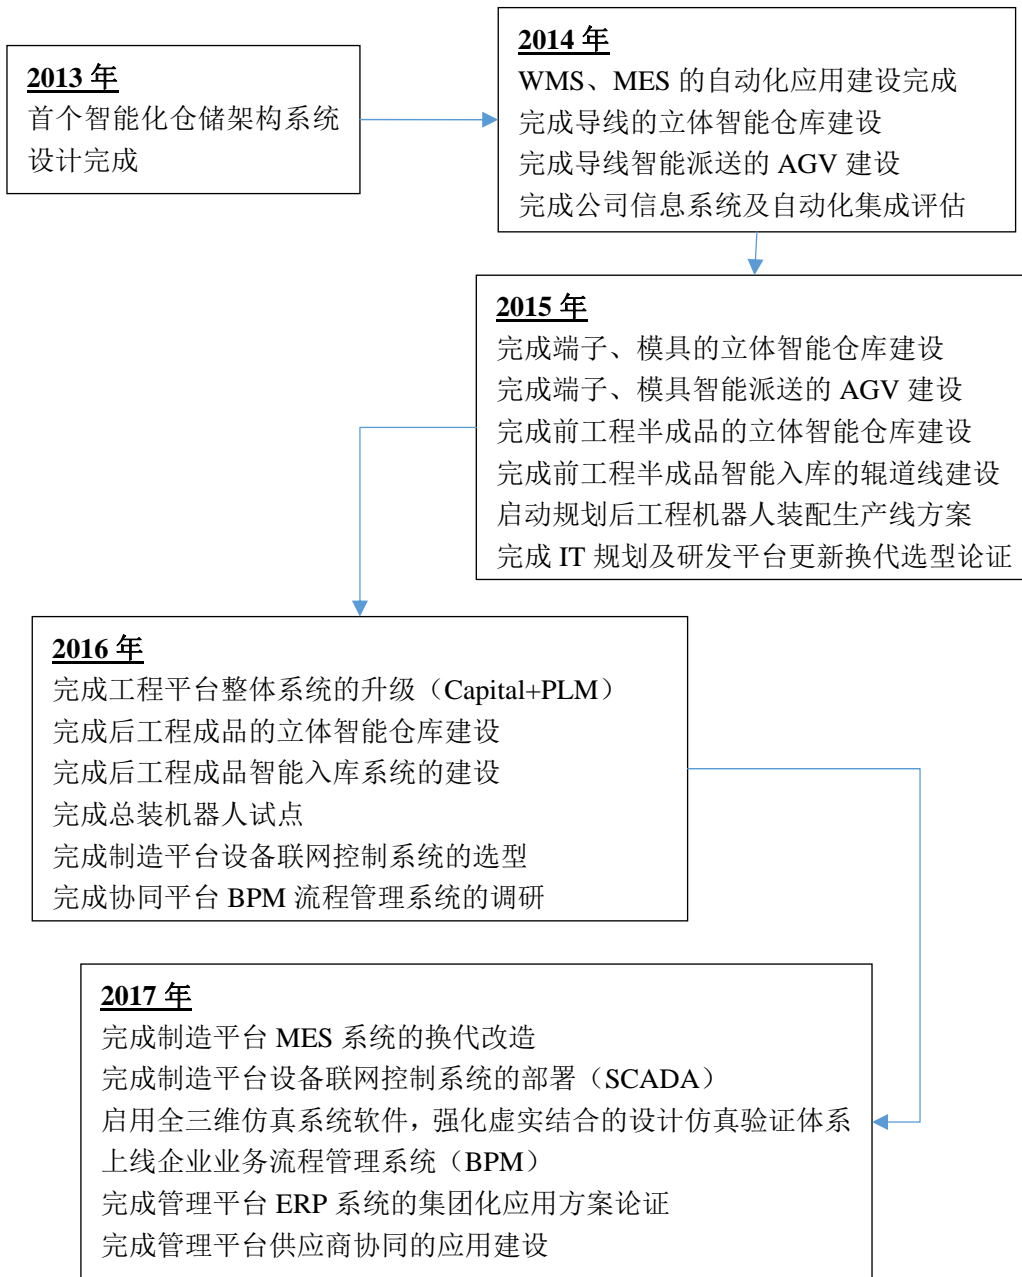 2013 年
首个智能化仓储架构系统
设计完成
2014 年
WMS、MES 的自动化应用建设完成
完成导线的立体智能仓库建设
完成导线智能派送的 AGV 建设
完成公司信息系统及自动化集成评估
2015 年
完成端子、模具的立体智能仓库建设
完成端子、模具智能派送的 AGV 建设
完成前工程半成品的立体智能仓库建设
完成前工程半成品智能入库的辊道线建设
启动规划后工程机器人装配生产线方案
完成 IT 规划及研发平台更新换代选型论证
2016 年
完成工程平台整体系统的升级（Capital+PLM）
完成后工程成品的立体智能仓库建设
完成后工程成品智能入库系统的建设
完成总装机器人试点
完成制造平台设备联网控制系统的选型
完成协同平台 BPM 流程管理系统的调研
2017 年
完成制造平台 MES 系统的换代改造
完成制造平台设备联网控制系统的部署（SCADA）
启用全三维仿真系统软件，强化虚实结合的设计仿真验证体系
上线企业业务流程管理系统（BPM）
完成管理平台 ERP 系统的集团化应用方案论证
完成管理平台供应商协同的应用建设